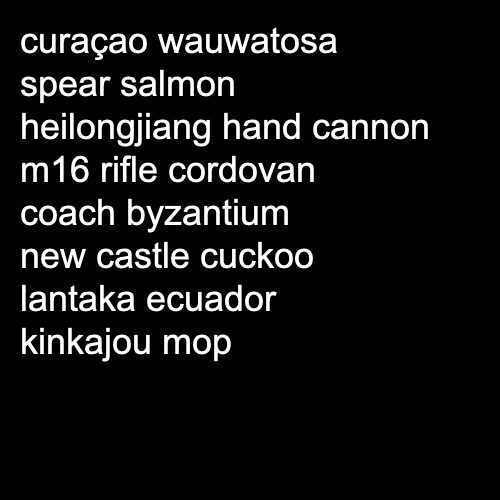 curaçao wauwatosa
spear salmon
heilongjiang hand cannon
m16 rifle cordovan
coach byzantium
new castle cuckoo
lantaka ecuador
kinkajou mop